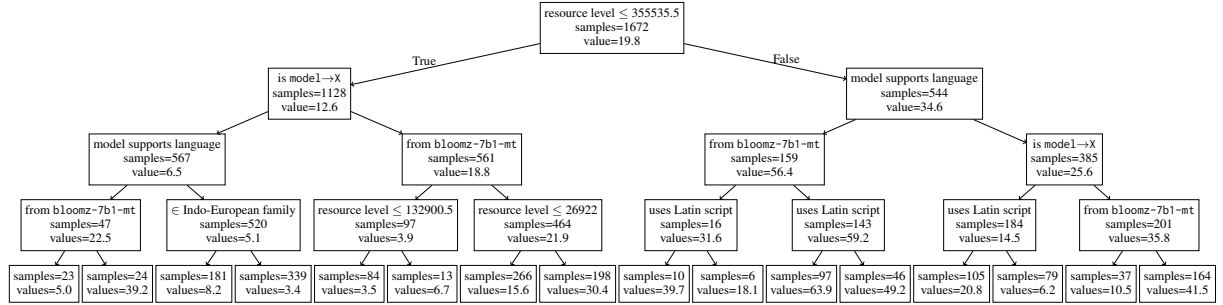 resource level ≤ 355535.5
samples=1672
value=19.8
True
False
is model→X
samples=1128
value=12.6
model supports language
samples=544
value=34.6
model supports language
samples=567
value=6.5
from bloomz-7b1-mt
samples=561
value=18.8
from bloomz-7b1-mt
samples=159
value=56.4
is model→X
samples=385
value=25.6
from bloomz-7b1-mt
samples=47
values=22.5
∈ Indo-European family
samples=520
values=5.1
resource level ≤ 132900.5
samples=97
values=3.9
resource level ≤ 26922
samples=464
values=21.9
uses Latin script
samples=16
values=31.6
uses Latin script
samples=143
values=59.2
uses Latin script
samples=184
values=14.5
from bloomz-7b1-mt
samples=201
values=35.8
samples=23
values=5.0
samples=24
values=39.2
samples=181
values=8.2
samples=339
values=3.4
samples=84
values=3.5
samples=13
values=6.7
samples=266
values=15.6
samples=198
values=30.4
samples=10
values=39.7
samples=6
values=18.1
samples=97
values=63.9
samples=46
values=49.2
samples=105
values=20.8
samples=79
values=6.2
samples=37
values=10.5
samples=164
values=41.5